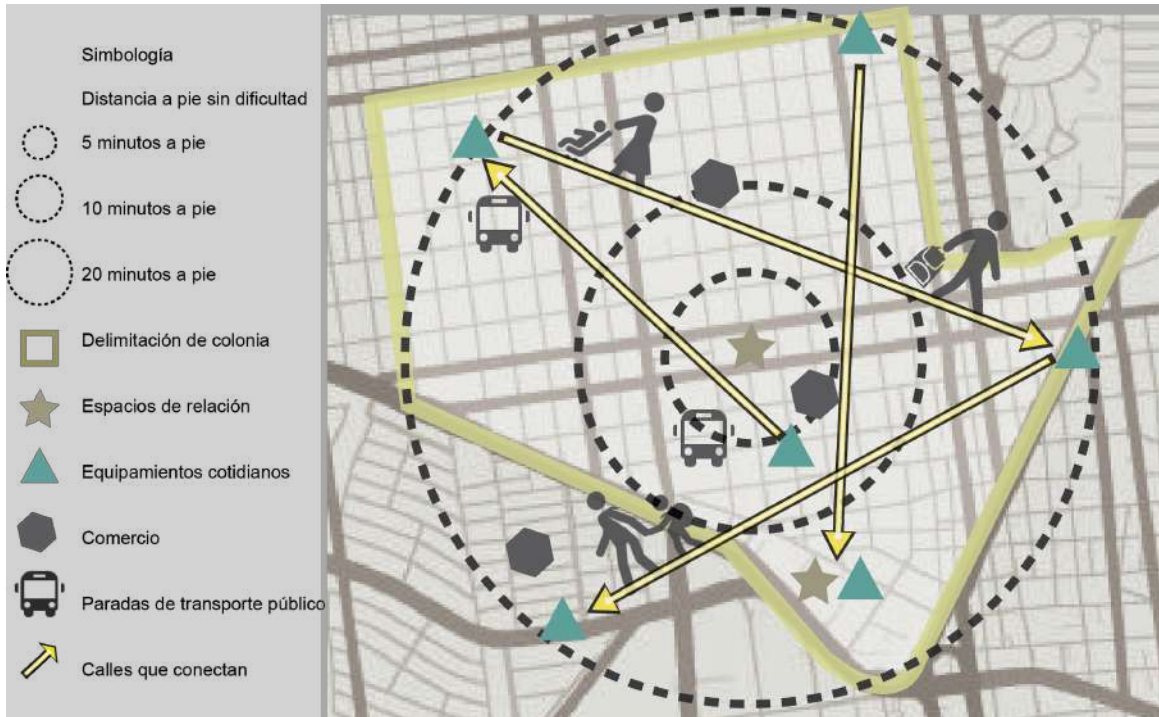 Simbología
Distancia a pie sin dificultad
5 minutos a pie
10 minutos a pie
20 minutos a pie
Delimitación de colonia
Espacios de relación
Equipamientos cotidianos
Comercio
Paradas de transporte público
Calles que conectan